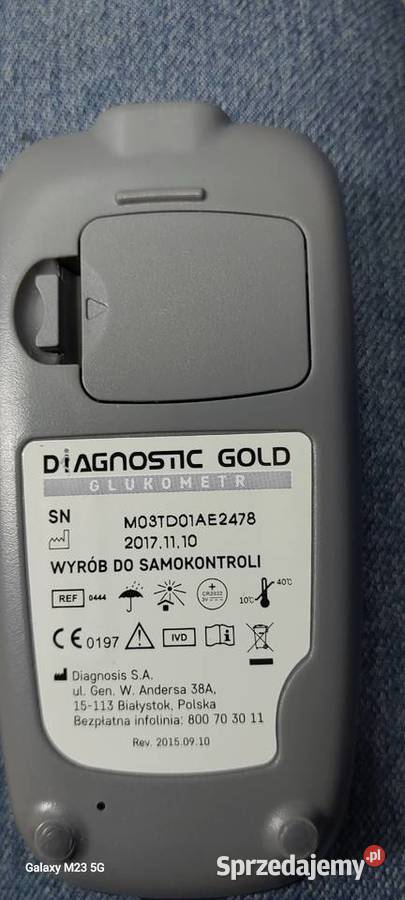 DIAGNOSTIC GOLD
GLUKOMETR
SN M03TD01AE2478
2017.11.10
WYRÓB DO SAMOKONTROLI
REF 0444 + CR2032 3V 10℃ 40℃
CE 0197 IVD
Diagnosis S.A.
ul. Gen. W. Andersa 38A,
15-113 Białystok, Polska
Bezpłatna infolinia: 800 70 30 11
Rev. 2015.09.10
Galaxy M23 5G
Sprzedajemy.pl